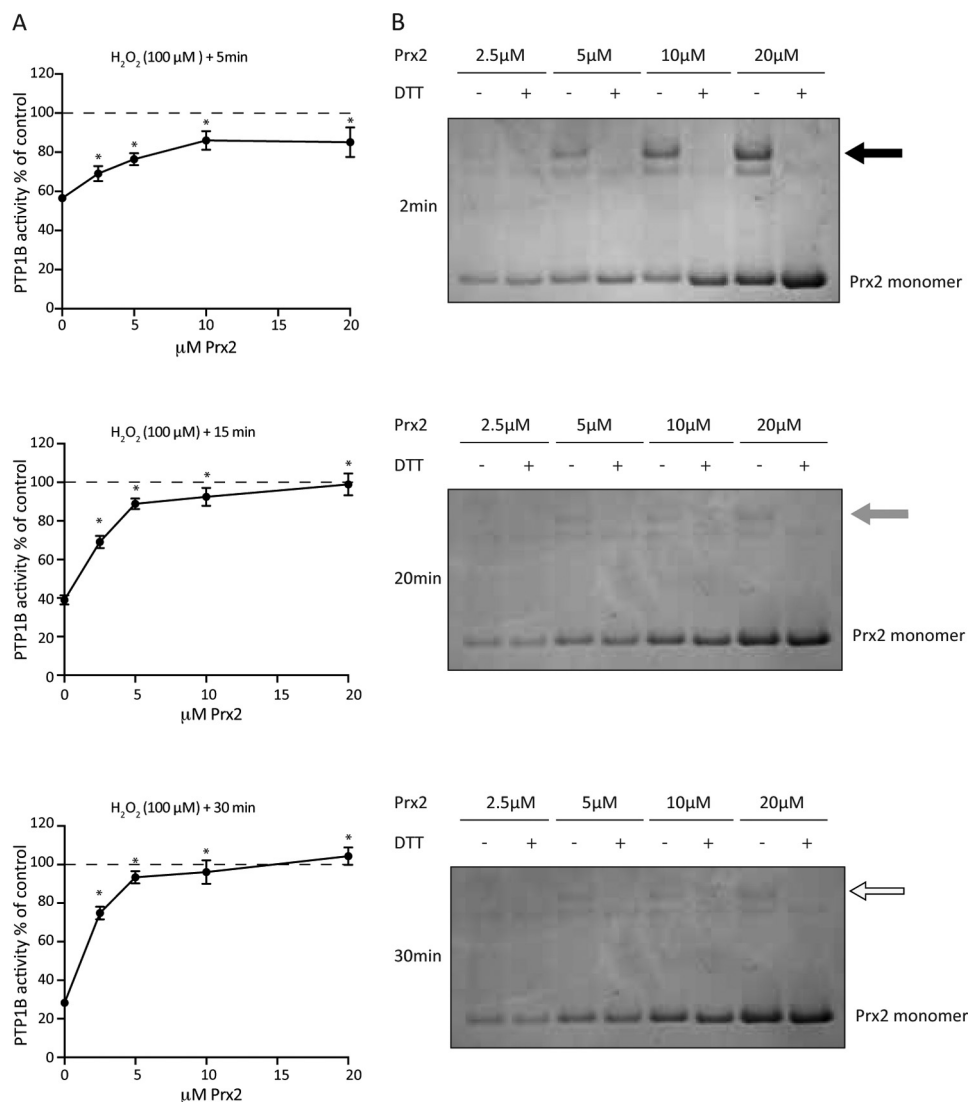 A
H₂O₂ (100 µM ) + 5min
PTP1B activity % of control
120
100
80
60
40
20
0
* * * *
0 5 10 15 20
µM Prx2
B
Prx2 2.5µM 5µM 10µM 20µM
DTT - + - + - + - +
2min
Prx2 monomer
H₂O₂ (100 µM) + 15 min
PTP1B activity % of control
120
100
80
60
40
20
0
* * * *
0 5 10 15 20
µM Prx2
Prx2 2.5µM 5µM 10µM 20µM
DTT - + - + - + - +
20min
Prx2 monomer
H₂O₂ (100 µM) + 30 min
PTP1B activity % of control
120
100
80
60
40
20
0
* * * *
0 5 10 15 20
µM Prx2
Prx2 2.5µM 5µM 10µM 20µM
DTT - + - + - + - +
30min
Prx2 monomer